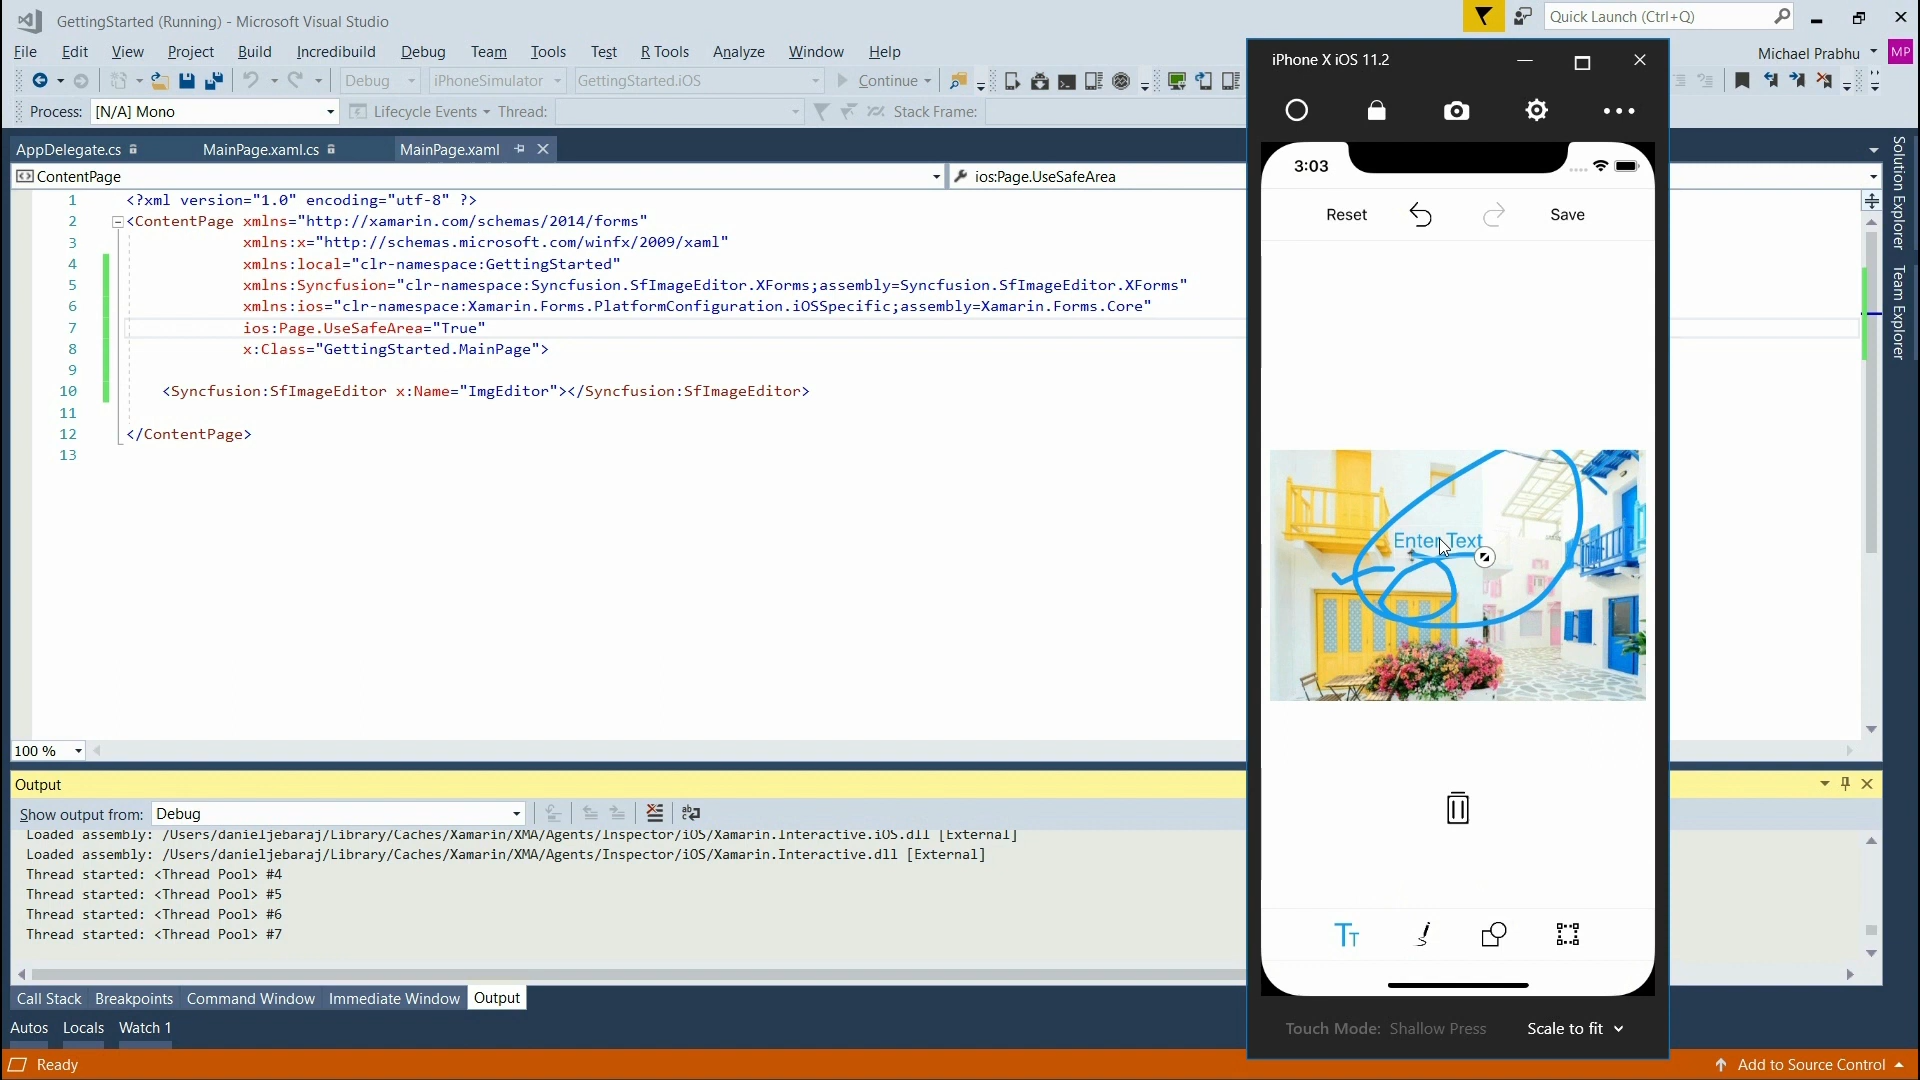 GettingStarted (Running) - Microsoft Visual Studio
Quick Launch (Ctrl+Q)
File Edit View Project Build Incredibuild Debug Team Tools Test R Tools Analyze Window Help
Michael Prabhu MP
Debug iPhoneSimulator GettingStarted.iOS Continue
Process: [N/A] Mono Lifecycle Events Thread: Stack Frame:
AppDelegate.cs MainPage.xaml.cs MainPage.xaml
ContentPage ios:Page.UseSafeArea
1 <?xml version="1.0" encoding="utf-8" ?>
2 <ContentPage xmlns="http://xamarin.com/schemas/2014/forms"
3 xmlns:x="http://schemas.microsoft.com/winfx/2009/xaml"
4 xmlns:local="clr-namespace:GettingStarted"
5 xmlns:Syncfusion="clr-namespace:Syncfusion.SfImageEditor.XForms;assembly=Syncfusion.SfImageEditor.XForms"
6 xmlns:ios="clr-namespace:Xamarin.Forms.PlatformConfiguration.iOSSpecific;assembly=Xamarin.Forms.Core"
7 ios:Page.UseSafeArea="True"
8 x:Class="GettingStarted.MainPage">
9
10 <Syncfusion:SfImageEditor x:Name="ImgEditor"></Syncfusion:SfImageEditor>
11
12 </ContentPage>
13
100 %
Output
Show output from: Debug
Loaded assembly: /Users/danieljebaraj/Library/Caches/Xamarin/XMA/Agents/Inspector/iOS/Xamarin.Interactive.iOS.dll [External]
Loaded assembly: /Users/danieljebaraj/Library/Caches/Xamarin/XMA/Agents/Inspector/iOS/Xamarin.Interactive.dll [External]
Thread started: <Thread Pool> #4
Thread started: <Thread Pool> #5
Thread started: <Thread Pool> #6
Thread started: <Thread Pool> #7
Call Stack Breakpoints Command Window Immediate Window Output
Autos Locals Watch 1
Ready
Add to Source Control
iPhone X iOS 11.2
3:03
Reset Save
Enter Text
TT
Touch Mode: Shallow Press Scale to fit
Solution Explorer
Team Explorer